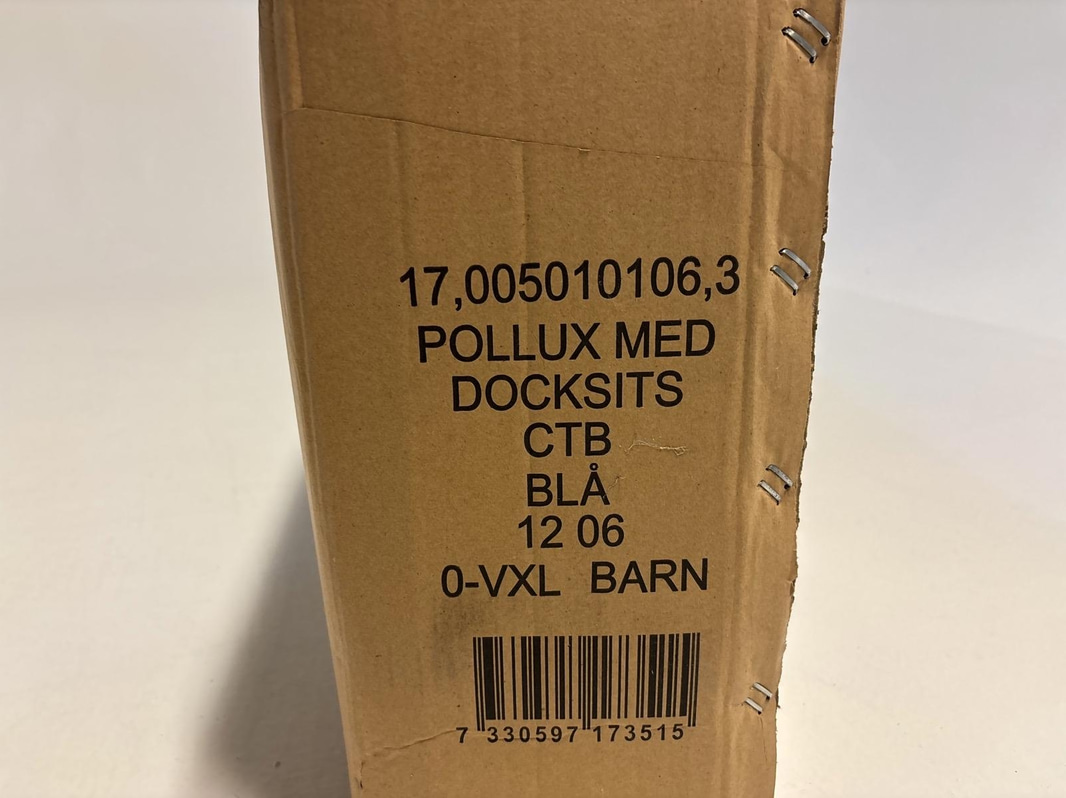 17,005010106,3
POLLUX MED
DOCKSITS
CTB
BLÅ
12 06
0-VXL BARN
7 330597 173515